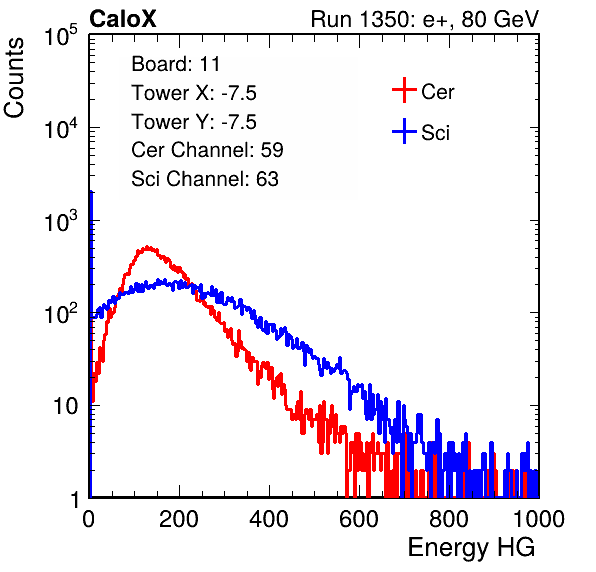 CaloX Run 1350: e+, 80 GeV
Counts
Board: 11
Tower X: -7.5
Tower Y: -7.5
Cer Channel: 59
Sci Channel: 63
Cer
Sci
10^5
10^4
10^3
10^2
10
1
0 200 400 600 800 1000
Energy HG